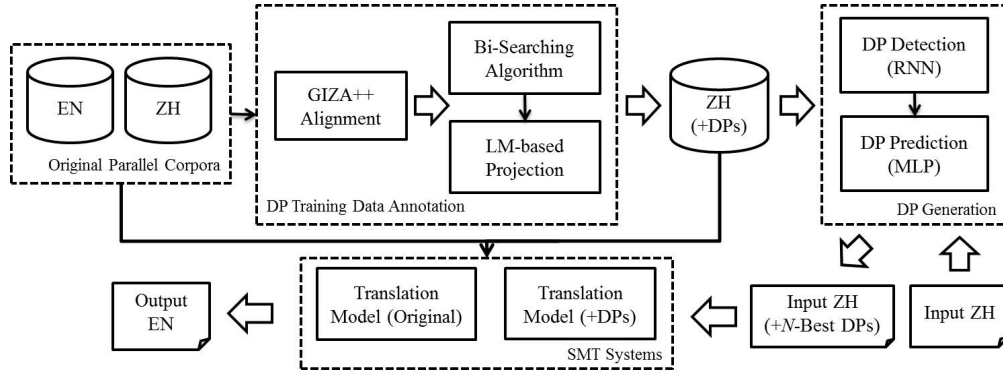 EN
ZH
Original Parallel Corpora
GIZA++
Alignment
Bi-Searching
Algorithm
LM-based
Projection
DP Training Data Annotation
ZH
(+DPs)
DP Detection
(RNN)
DP Prediction
(MLP)
DP Generation
Output
EN
Translation
Model (Original)
Translation
Model (+DPs)
SMT Systems
Input ZH
(+N-Best DPs)
Input ZH